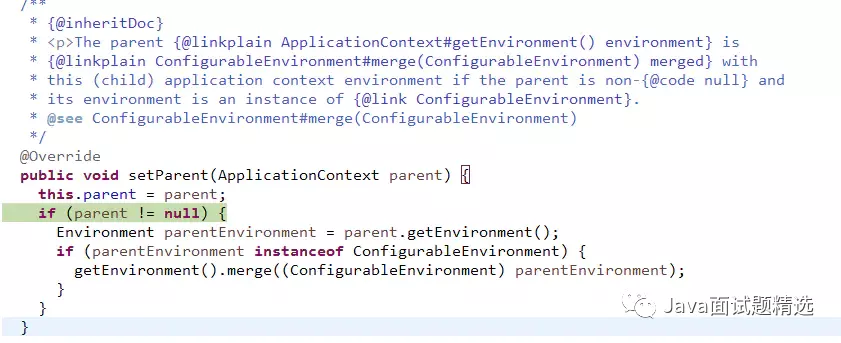 /**
* {@inheritDoc}
* <p>The parent {@linkplain ApplicationContext#getEnvironment() environment} is
* {@linkplain ConfigurableEnvironment#merge(ConfigurableEnvironment) merged} with
* this (child) application context environment if the parent is non-{@code null} and
* its environment is an instance of {@link ConfigurableEnvironment}.
* @see ConfigurableEnvironment#merge(ConfigurableEnvironment)
*/
@Override
public void setParent(ApplicationContext parent) {
this.parent = parent;
if (parent != null) {
Environment parentEnvironment = parent.getEnvironment();
if (parentEnvironment instanceof ConfigurableEnvironment) {
getEnvironment().merge((ConfigurableEnvironment) parentEnvironment);
}
}
}
Java面试题精选